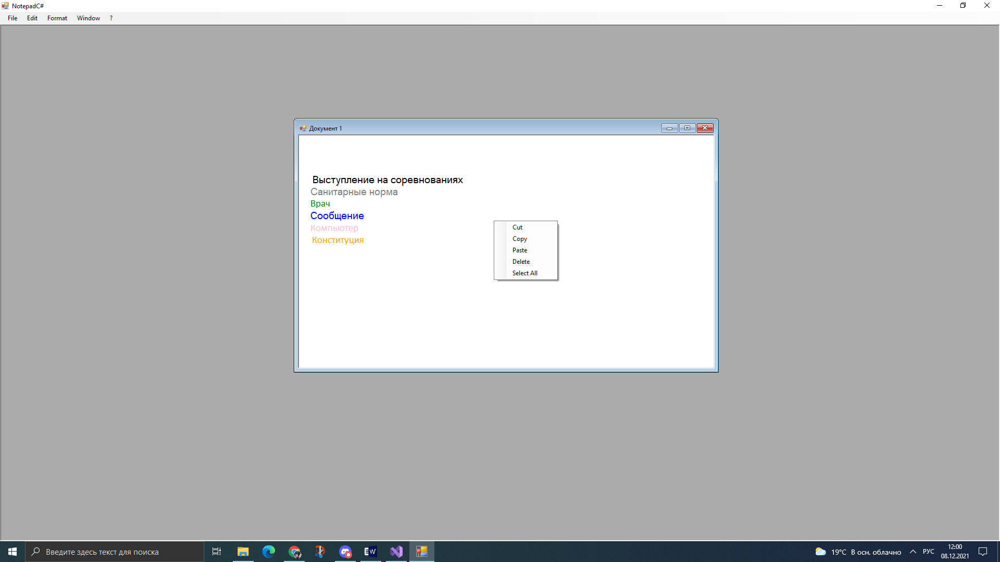 NotepadC#
File Edit Format Window ?
Документ 1
Выступление на соревнованиях
Санитарные норма
Врач
Сообщение
Компьютер
Конституция
Cut
Copy
Paste
Delete
Select All
Введите здесь текст для поиска
EW
19°C В осн. облачно
РУС
12:00
08.12.2021